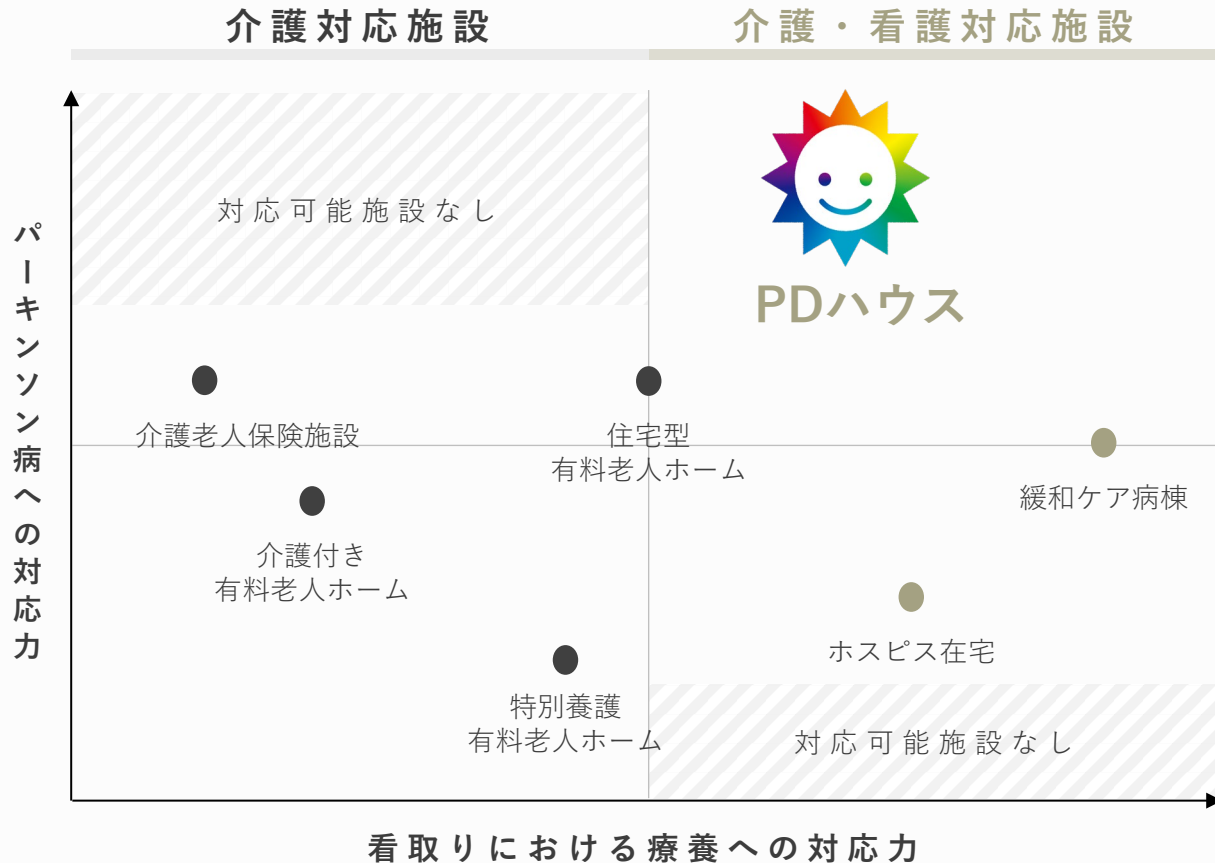 介護対応施設
介護・看護対応施設
対応可能施設なし
PDハウス
パーキンソン病への対応力
介護老人保険施設
住宅型
有料老人ホーム
緩和ケア病棟
介護付き
有料老人ホーム
ホスピス在宅
特別養護
有料老人ホーム
対応可能施設なし
看取りにおける療養への対応力